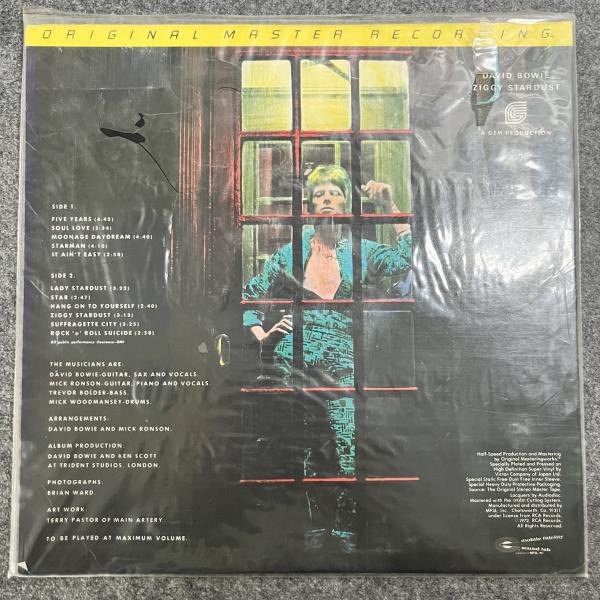 ORIGINAL MASTER RECORDING
DAVID BOWIE
ZIGGY STARDUST
A GEM PRODUCTION
SIDE 1.
FIVE YEARS (4:42)
SOUL LOVE (3:34)
MOONAGE DAYDREAM (4:40)
STARMAN (4:10)
IT AIN'T EASY (2:58)
SIDE 2.
LADY STARDUST (3:22)
STAR (2:47)
HANG ON TO YOURSELF (2:40)
ZIGGY STARDUST (3:13)
SUFFRAGETTE CITY (3:25)
ROCK 'n' ROLL SUICIDE (2:58)
All public performance clearance—BMI
THE MUSICIANS ARE:
DAVID BOWIE-GUITAR, SAX AND VOCALS.
MICK RONSON-GUITAR, PIANO AND VOCALS.
TREVOR BOLDER-BASS.
MICK WOODMANSEY-DRUMS.
ARRANGEMENTS:
DAVID BOWIE AND MICK RONSON.
ALBUM PRODUCTION:
DAVID BOWIE AND KEN SCOTT
AT TRIDENT STUDIOS, LONDON.
PHOTOGRAPHS:
BRIAN WARD.
ART WORK
TERRY PASTOR OF MAIN ARTERY
TO BE PLAYED AT MAXIMUM VOLUME.
Half-Speed Production and Mastering
by Original Masterworks.
Specially Plated and Pressed on
High Definition Super Vinyl by
Victor Company of Japan Ltd.
Special Static Free-Dust Free Inner Sleeve.
Special Heavy Duty Protective Packaging.
Source: The Original Stereo Master Tape.
Lacquers by Audiodisc.
Mastered with the Cutting System.
Manufactured and distributed by
MFSL, Inc. Chatsworth, Ca. 91311,
under license from RCA Records.
1972, RCA Records.
All Rights Reserved.
mobile fidelity
sound lab